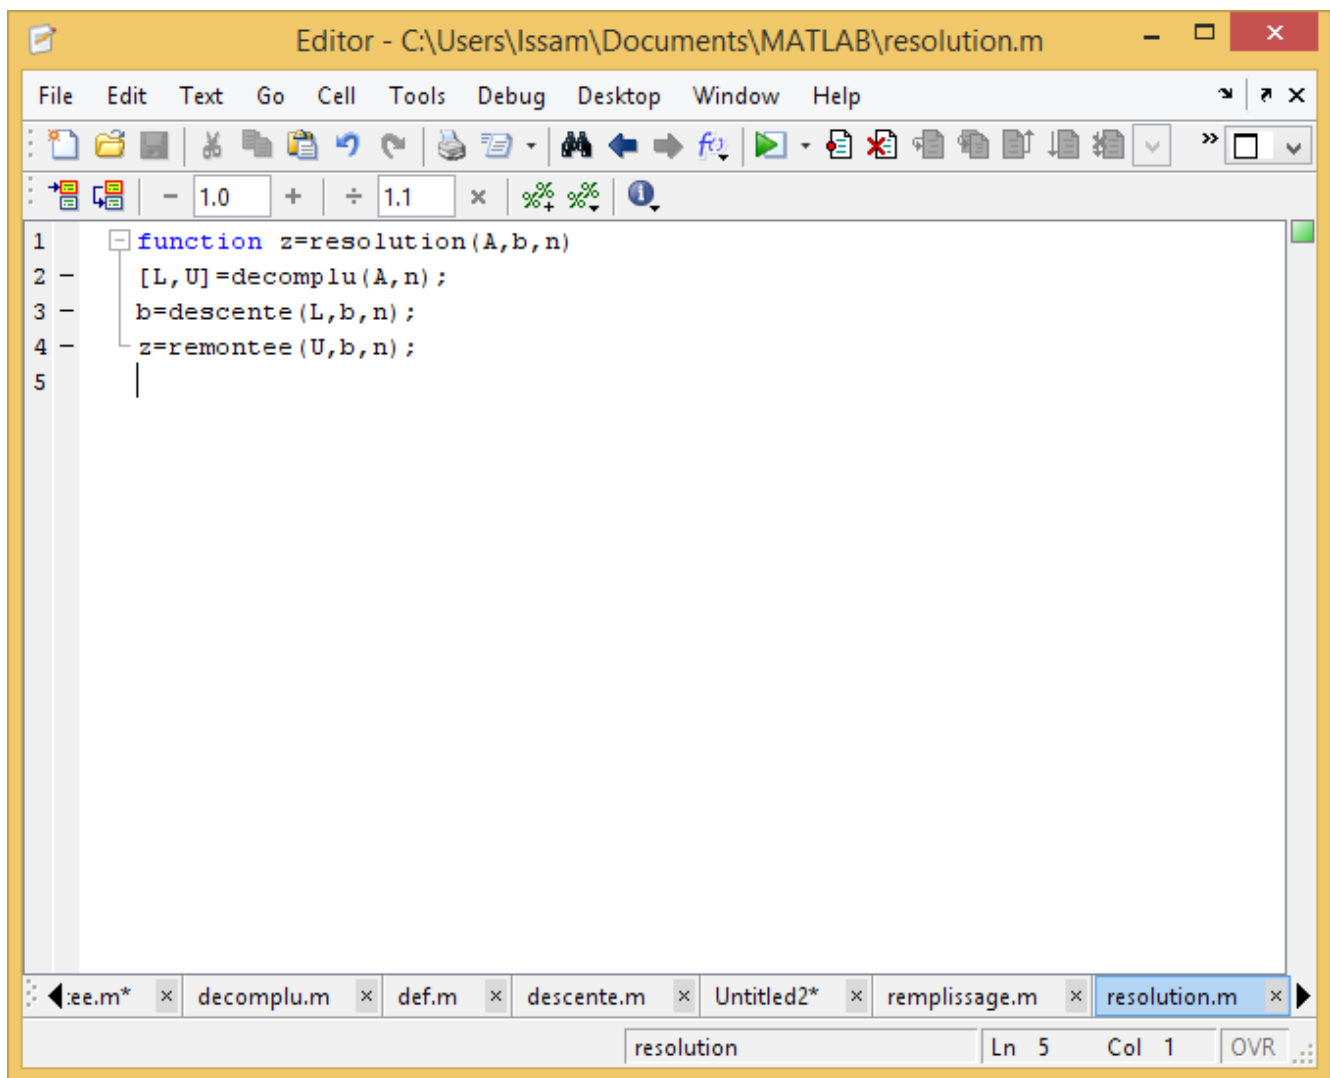 Editor - C:\Users\Issam\Documents\MATLAB\resolution.m
File Edit Text Go Cell Tools Debug Desktop Window Help
- 1.0 + ÷ 1.1 ×
1 function z=resolution(A,b,n)
2 - [L,U]=decomplu(A,n);
3 - b=descente(L,b,n);
4 - z=remontee(U,b,n);
5
ee.m* × decomplu.m × def.m × descente.m × Untitled2* × remplissage.m × resolution.m ×
resolution Ln 5 Col 1 OVR